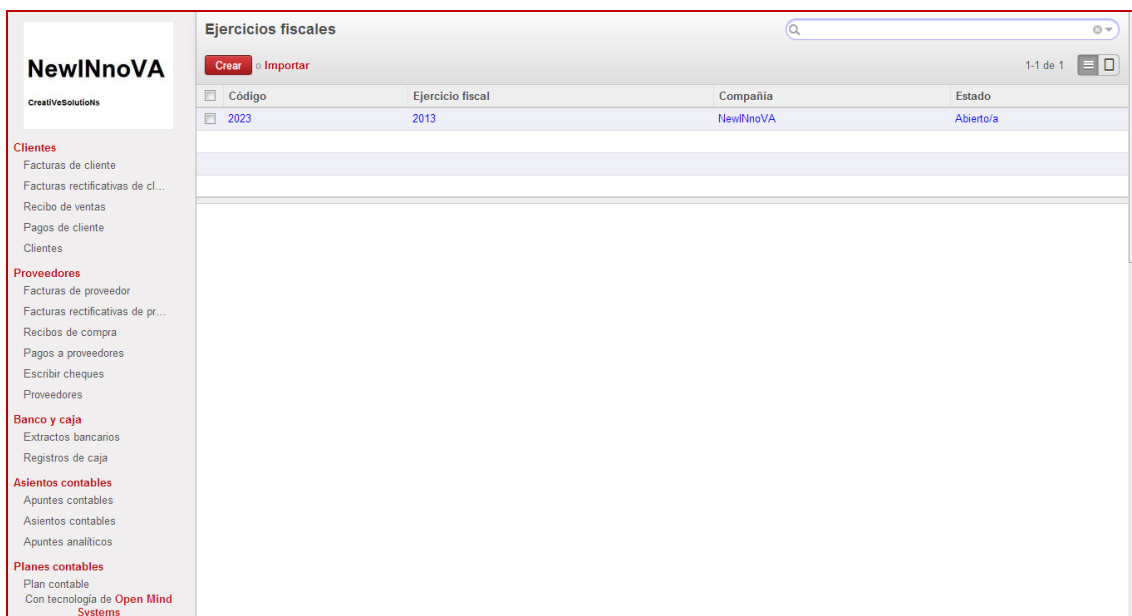 NewINnoVA
CreatiVeSolutioNs
Clientes
Facturas de cliente
Facturas rectificativas de cl...
Recibo de ventas
Pagos de cliente
Clientes
Proveedores
Facturas de proveedor
Facturas rectificativas de pr...
Recibos de compra
Pagos a proveedores
Escribir cheques
Proveedores
Banco y caja
Extractos bancarios
Registros de caja
Asientos contables
Apuntes contables
Asientos contables
Apuntes analíticos
Planes contables
Plan contable
Con tecnología de Open Mind
Systems
Ejercicios fiscales
Crear o Importar 1-1 de 1
Código Ejercicio fiscal Compañía Estado
2023 2013 NewINnoVA Abierto/a